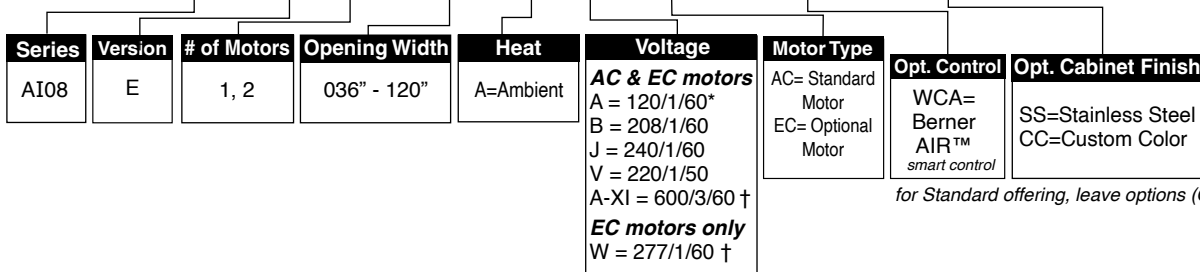 Series
AI08
Version
E
# of Motors
1, 2
Opening Width
036” - 120”
Heat
A=Ambient
Voltage
AC & EC motors
A = 120/1/60*
B = 208/1/60
J = 240/1/60
V = 220/1/50
A-XI = 600/3/60 †
EC motors only
W = 277/1/60 †
Motor Type
AC= Standard
Motor
EC= Optional
Motor
Opt. Control
WCA=
Berner
AIR™
smart control
Opt. Cabinet Finish
SS=Stainless Steel
CC=Custom Color
for Standard offering, leave options